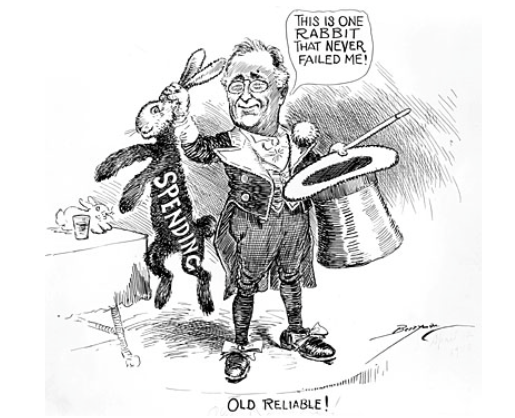 THIS IS ONE
RABBIT
THAT NEVER
FAILED ME!
SPENDING
OLD RELIABLE!